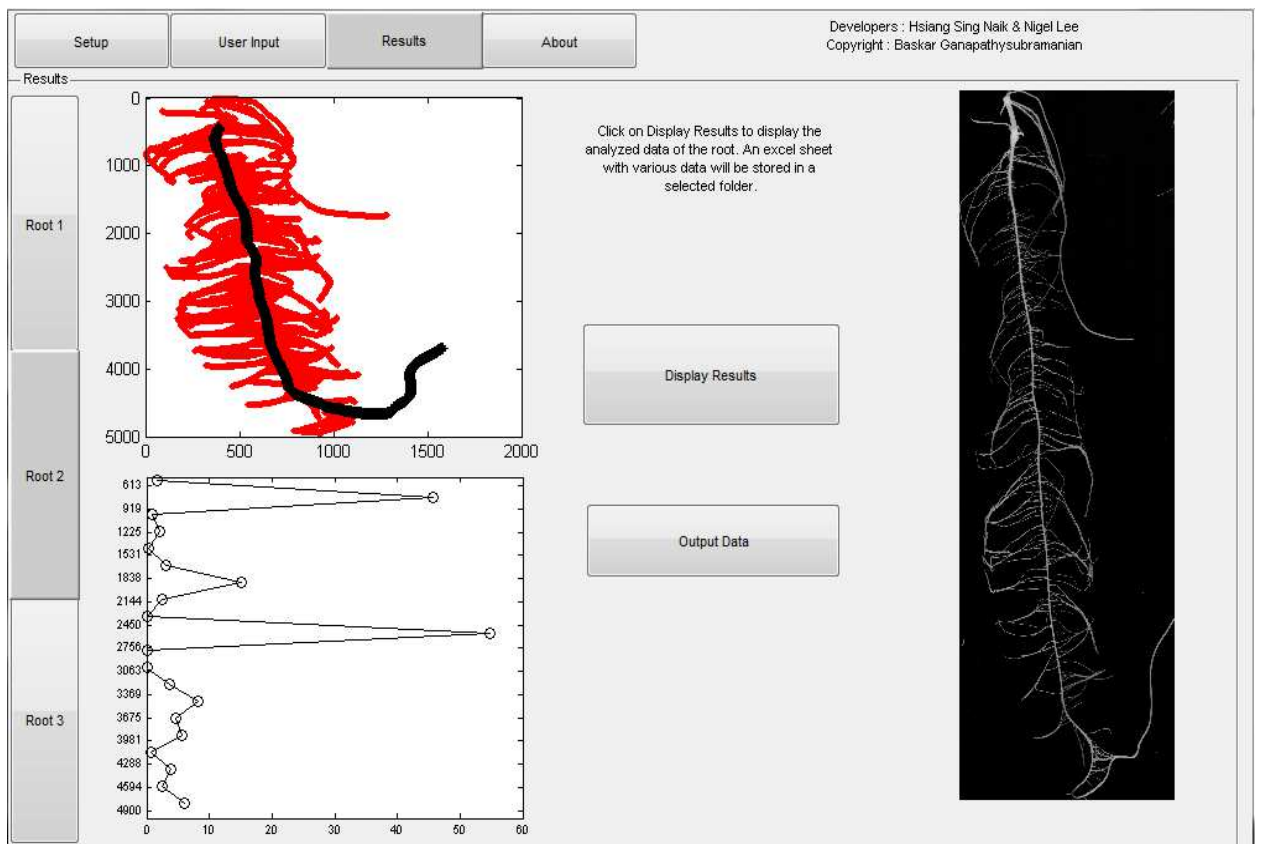 Setup
User Input
Results
About
Developers : Hsiang Sing Naik & Nigel Lee
Copyright : Baskar Ganapathysubramanian
Results
Root 1
Root 2
Root 3
0
1000
2000
3000
4000
5000
0 500 1000 1500 2000
Click on Display Results to display the
analyzed data of the root. An excel sheet
with various data will be stored in a
selected folder.
Display Results
Output Data
613
919
1225
1531
1838
2144
2450
2756
3063
3369
3675
3981
4288
4594
4900
0 10 20 30 40 50 60